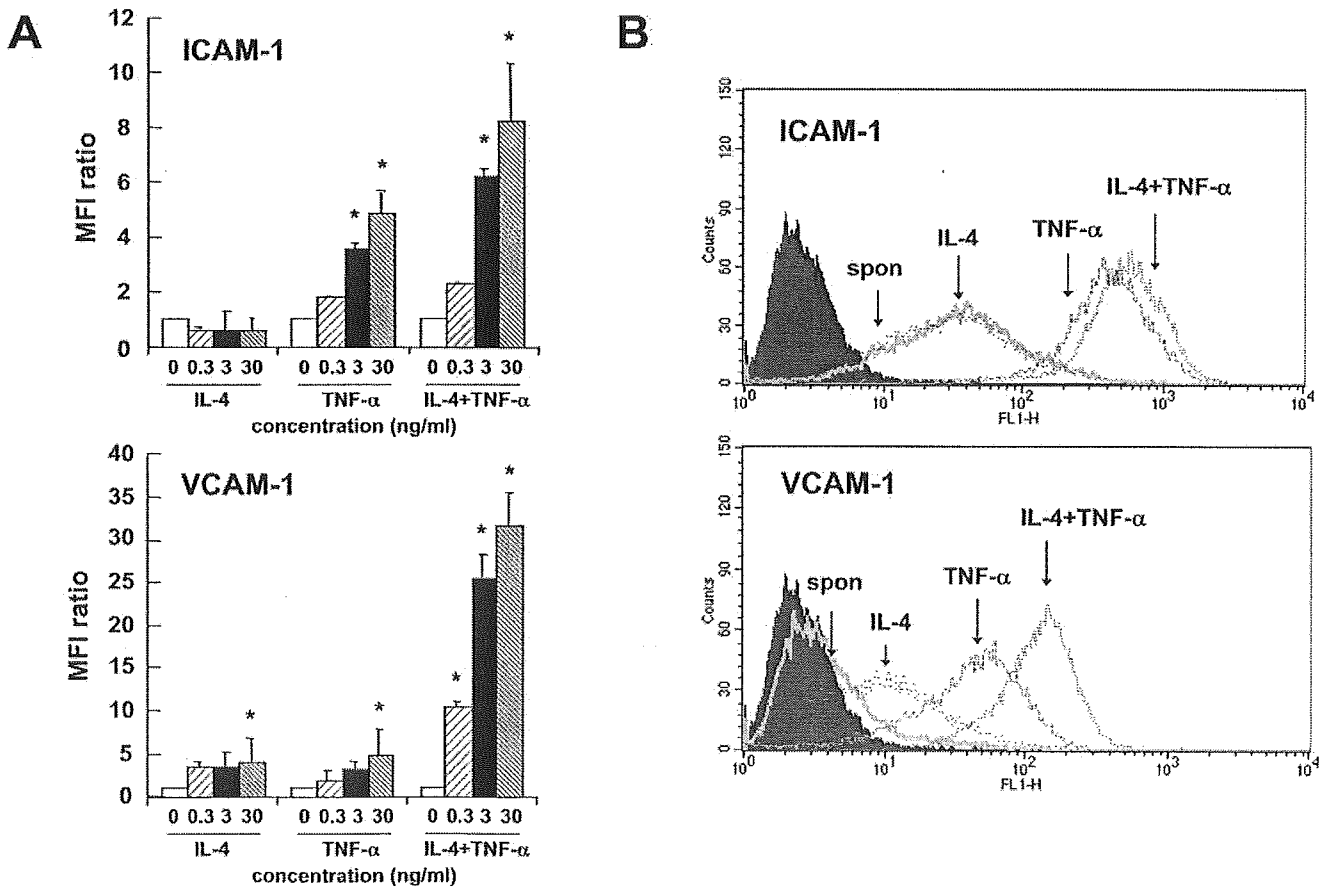 A
ICAM-1
MFI ratio
12
10
8
6
4
2
0
* * * *
0 0.3 3 30 0 0.3 3 30 0 0.3 3 30
IL-4 TNF-α IL-4+TNF-α
concentration (ng/ml)
VCAM-1
MFI ratio
40
35
30
25
20
15
10
5
0
* * * * *
0 0.3 3 30 0 0.3 3 30 0 0.3 3 30
IL-4 TNF-α IL-4+TNF-α
concentration (ng/ml)
B
ICAM-1
Counts
150
120
90
60
30
0
spon
IL-4
TNF-α
IL-4+TNF-α
10⁰ 10¹ 10² 10³ 10⁴
FL1-H
VCAM-1
Counts
150
120
90
60
30
0
spon
IL-4
TNF-α
IL-4+TNF-α
10⁰ 10¹ 10² 10³ 10⁴
FL1-H